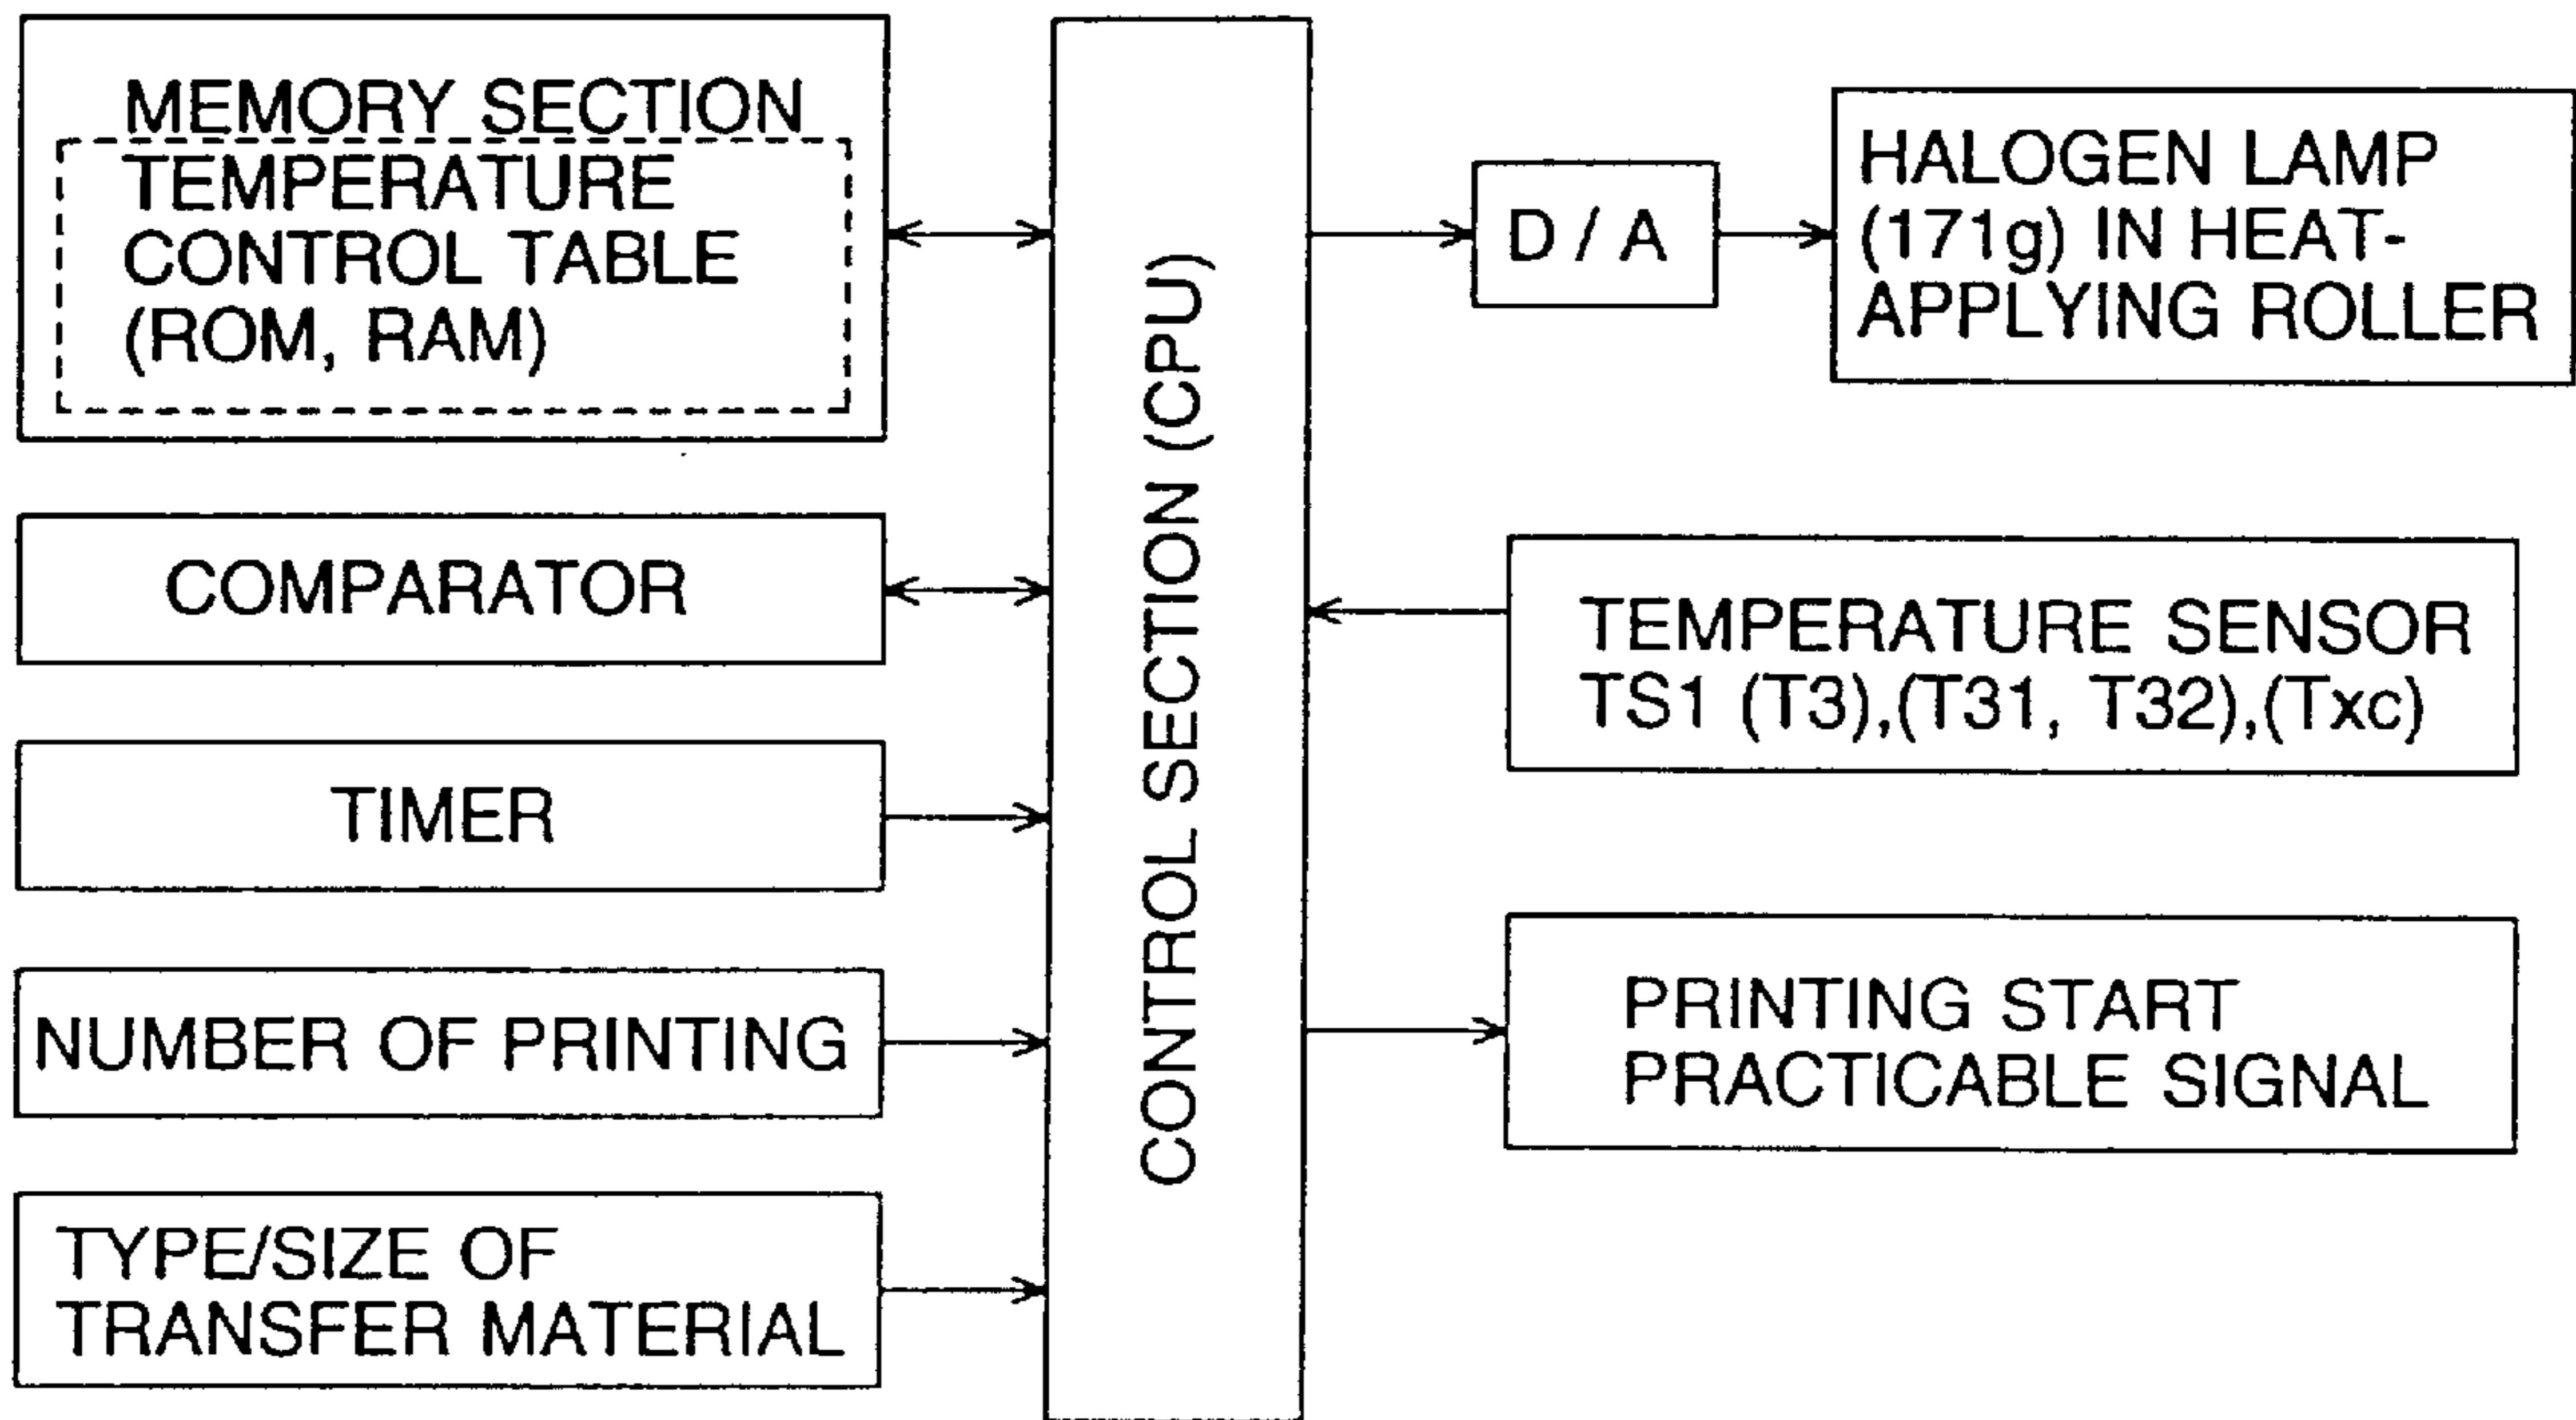 MEMORY SECTION
TEMPERATURE
CONTROL TABLE
(ROM, RAM)
COMPARATOR
TIMER
NUMBER OF PRINTING
TYPE/SIZE OF
TRANSFER MATERIAL
CONTROL SECTION (CPU)
D / A
HALOGEN LAMP
(171g) IN HEAT-
APPLYING ROLLER
TEMPERATURE SENSOR
TS1 (T3),(T31, T32),(Txc)
PRINTING START
PRACTICABLE SIGNAL